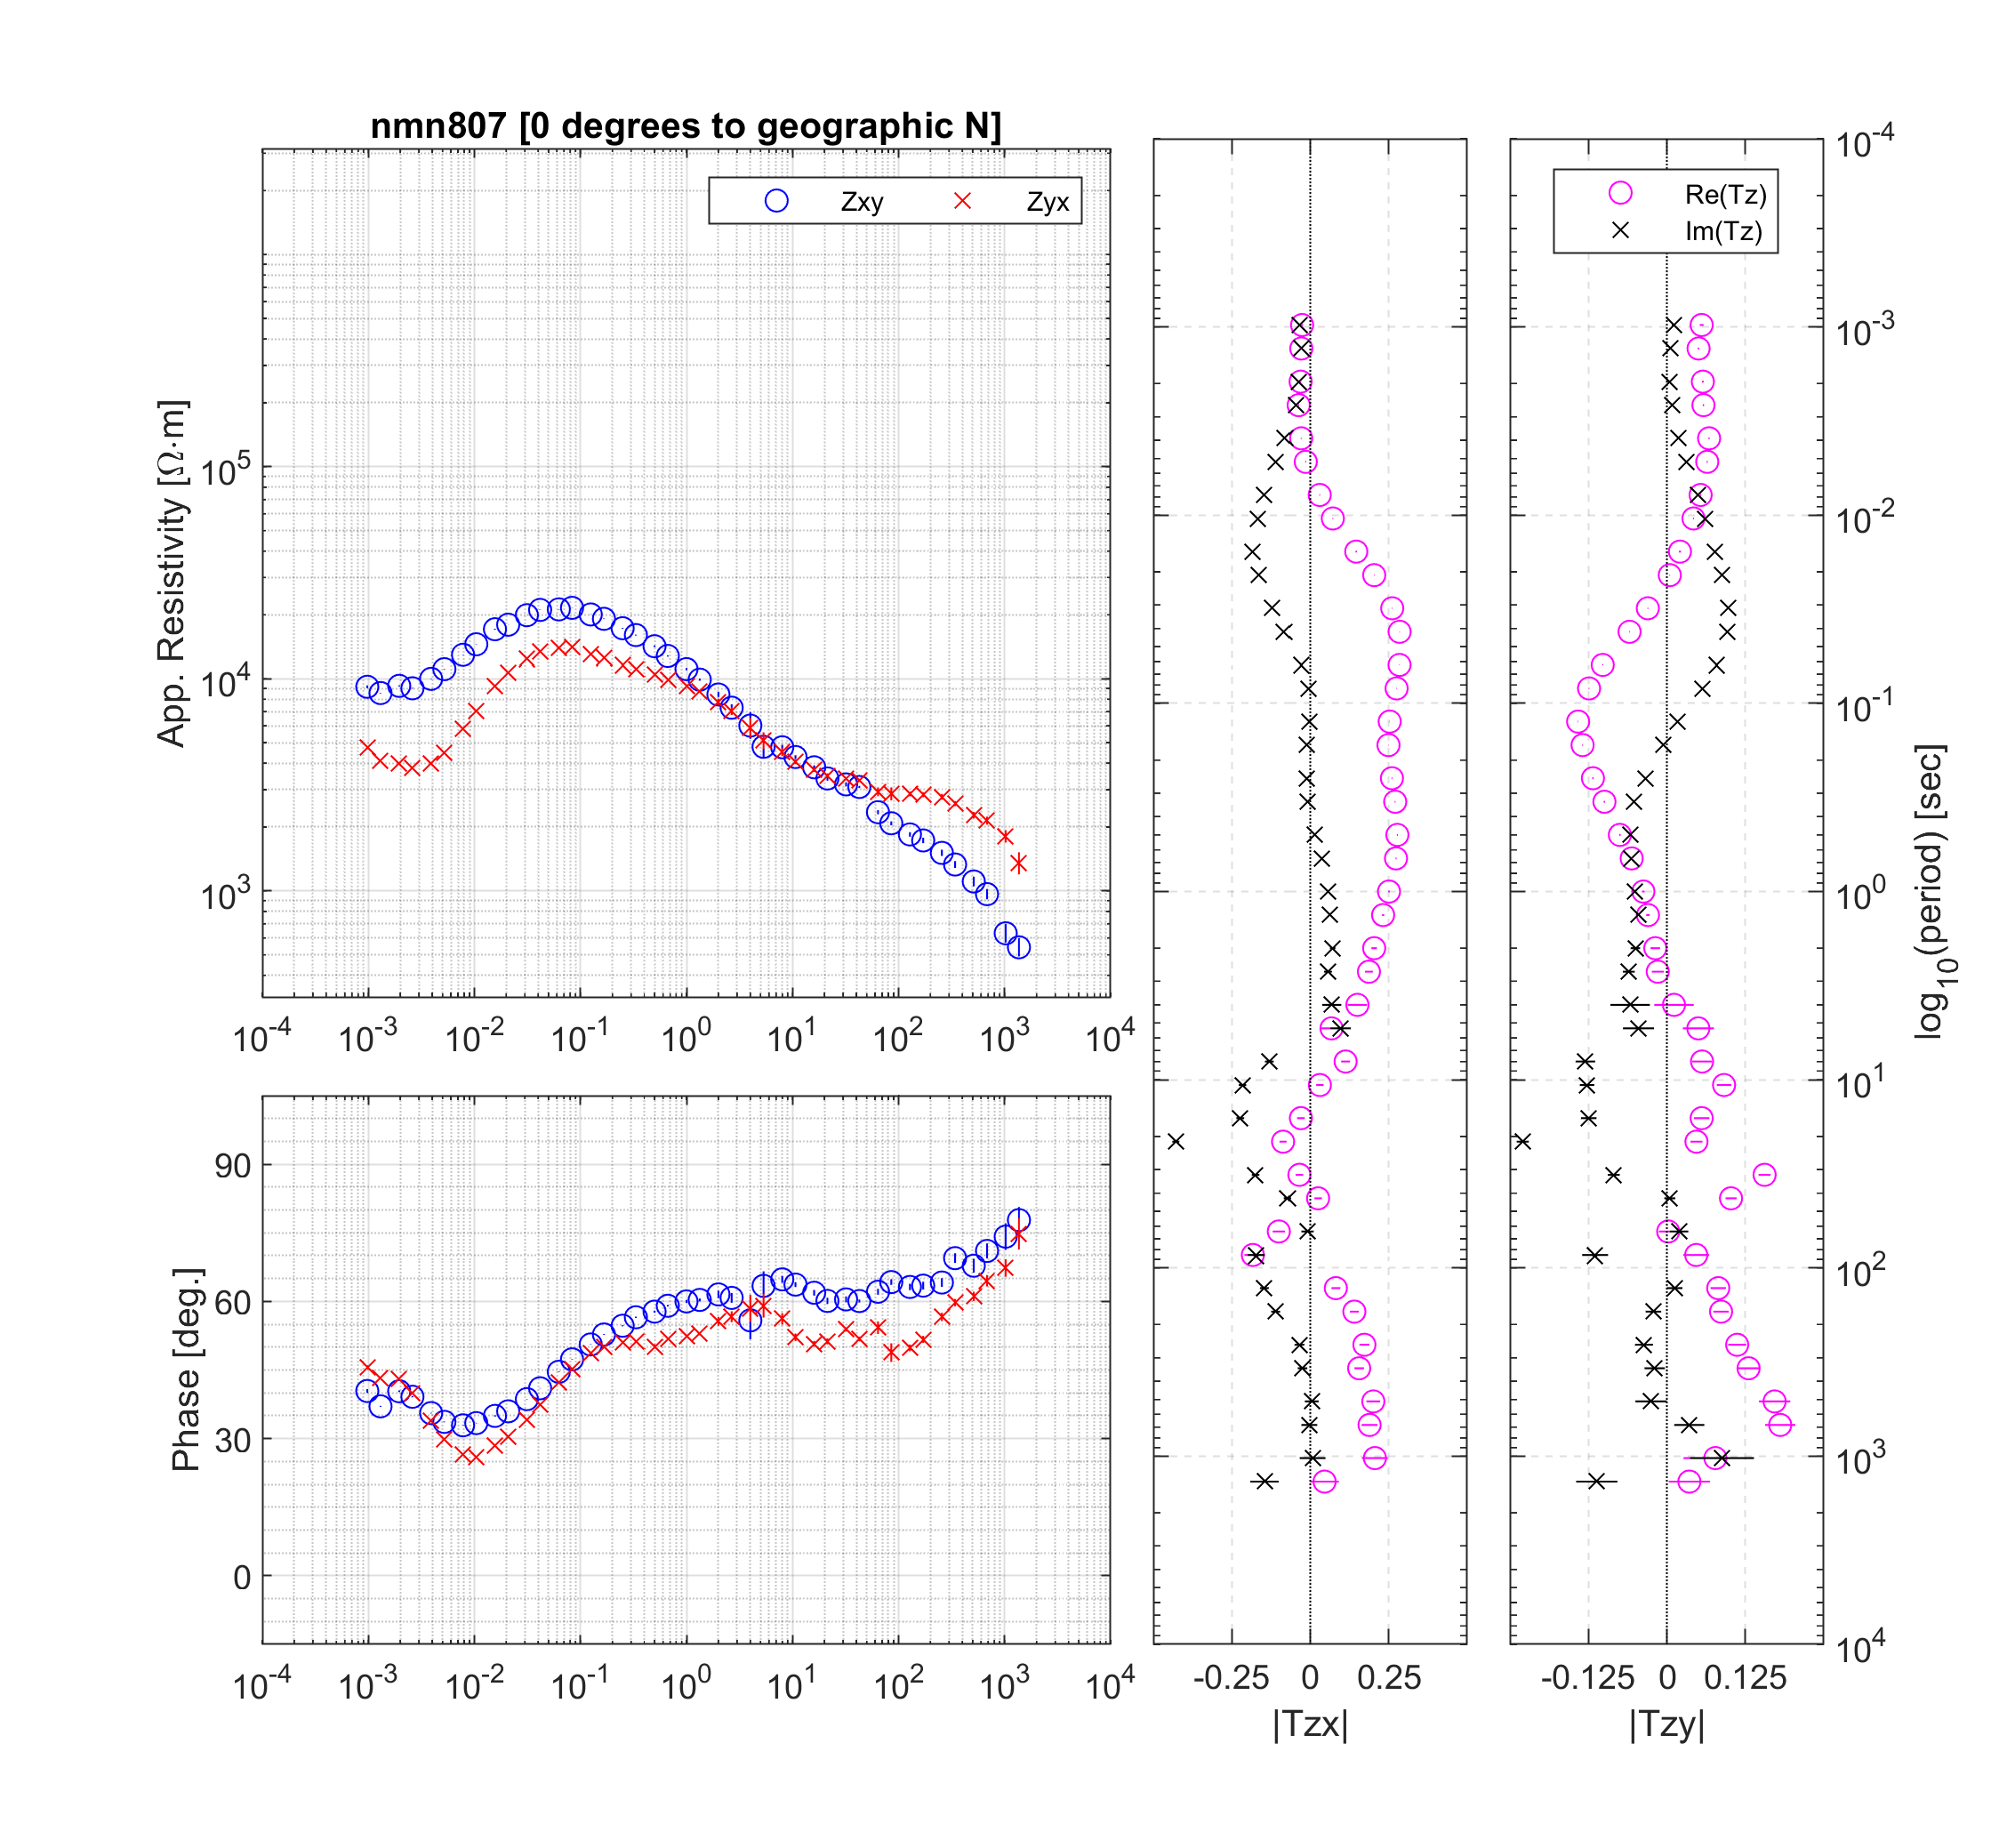 nmn807 [0 degrees to geographic N]
Zxy Zyx
App. Resistivity [Ω·m]
10^5
10^4
10^3
10^-4 10^-3 10^-2 10^-1 10^0 10^1 10^2 10^3 10^4
Phase [deg.]
90
60
30
0
10^-4 10^-3 10^-2 10^-1 10^0 10^1 10^2 10^3 10^4
-0.25 0 0.25
|Tzx|
Re(Tz)
Im(Tz)
-0.125 0 0.125
|Tzy|
10^-4
10^-3
10^-2
10^-1
10^0
10^1
10^2
10^3
10^4
log_10(period) [sec]